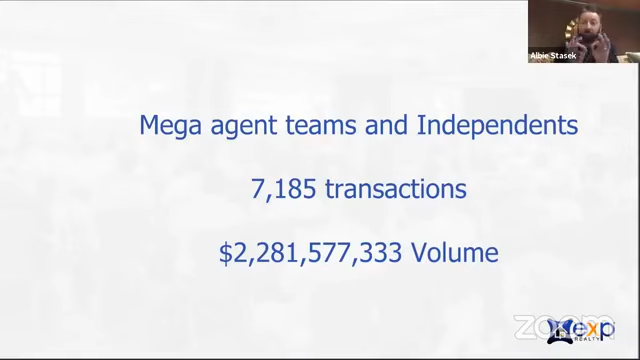 Albie Stasek
Mega agent teams and Independents
7,185 transactions
$2,281,577,333 Volume
zoom
exp
REALTY